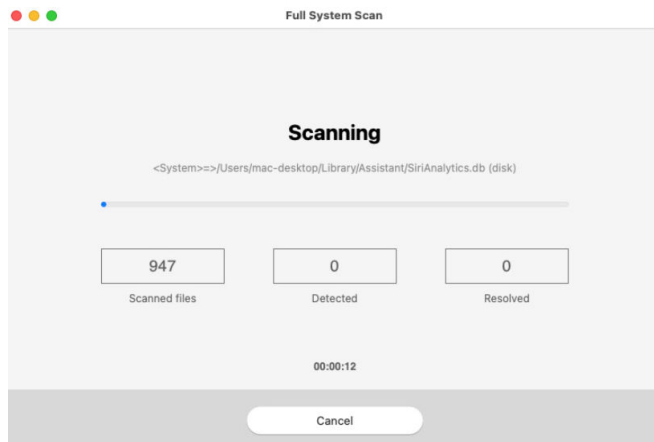 Full System Scan
Scanning
<System>=>/Users/mac-desktop/Library/Assistant/SiriAnalytics.db (disk)
947
0
0
Scanned files
Detected
Resolved
00:00:12
Cancel